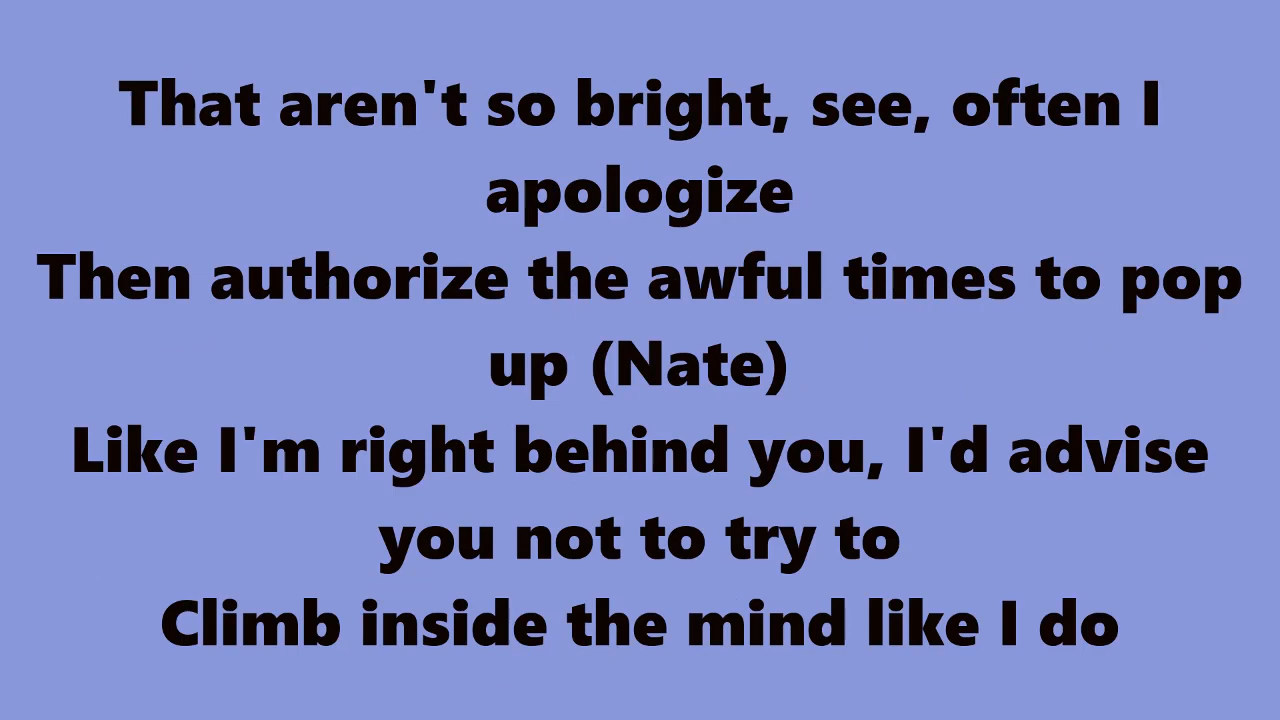 That aren't so bright, see, often I
apologize
Then authorize the awful times to pop
up (Nate)
Like I'm right behind you, I'd advise
you not to try to
Climb inside the mind like I do